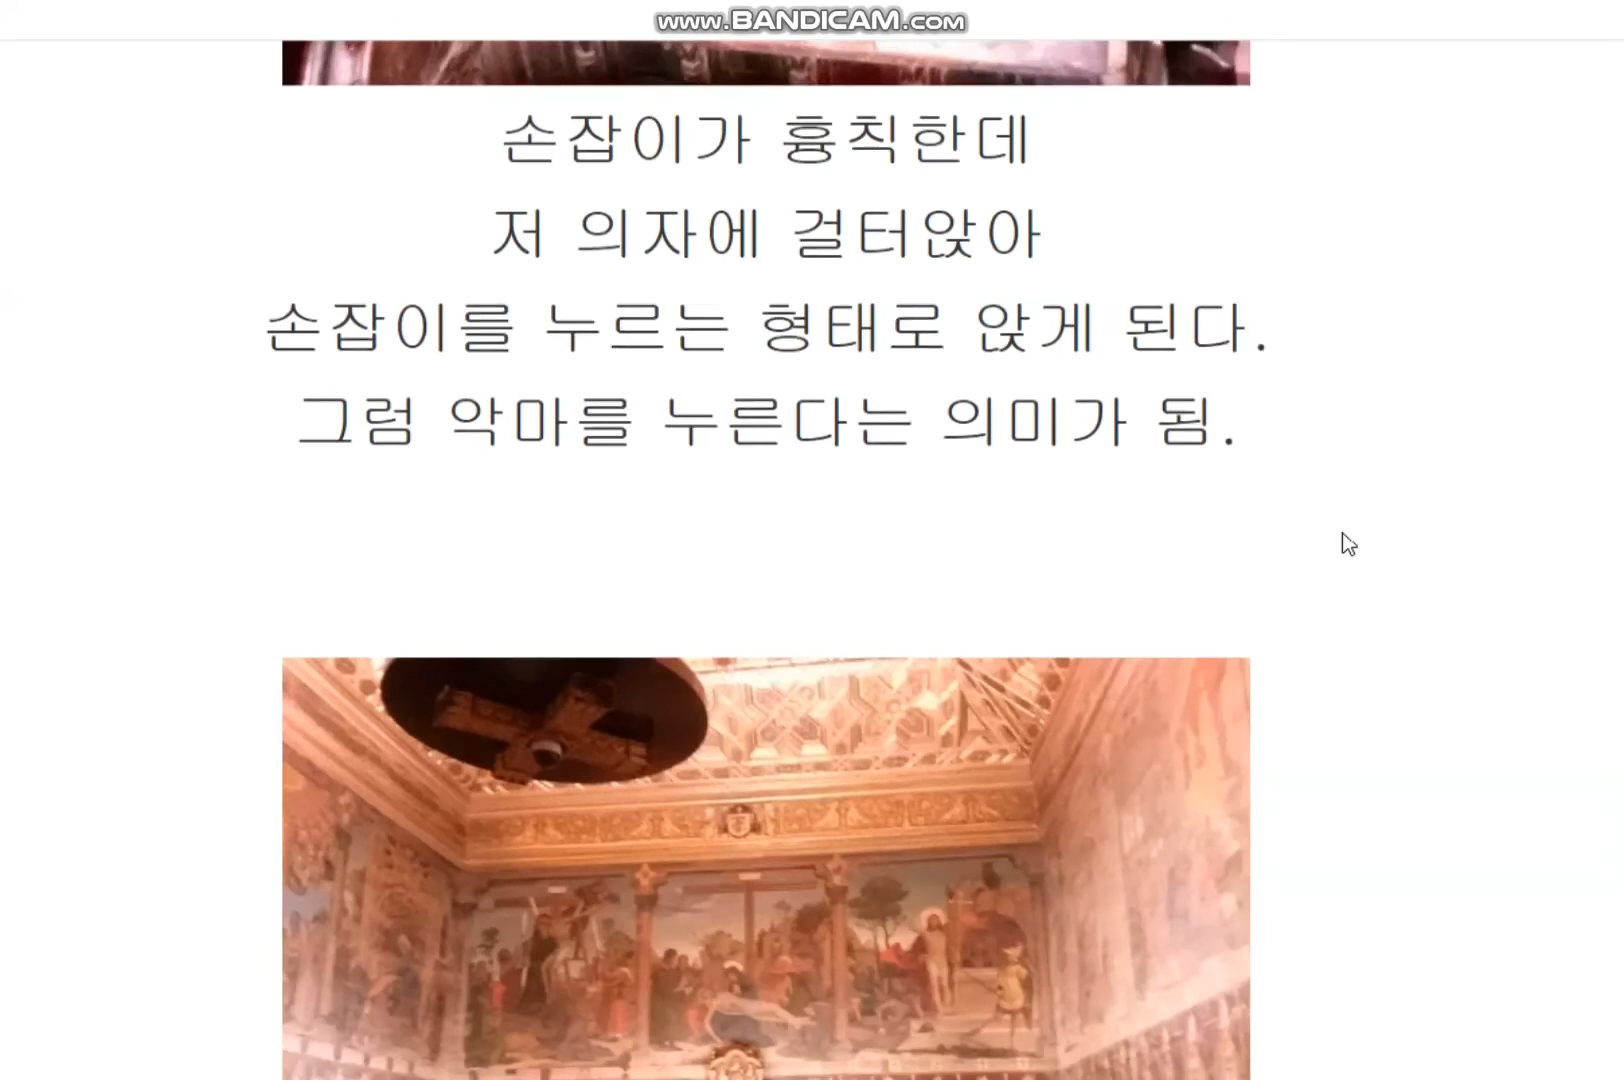 www.BANDICAM.com
손잡이가 흉칙한데
저 의자에 걸터앉아
손잡이를 누르는 형태로 앉게 된다.
그럼 악마를 누른다는 의미가 됨.